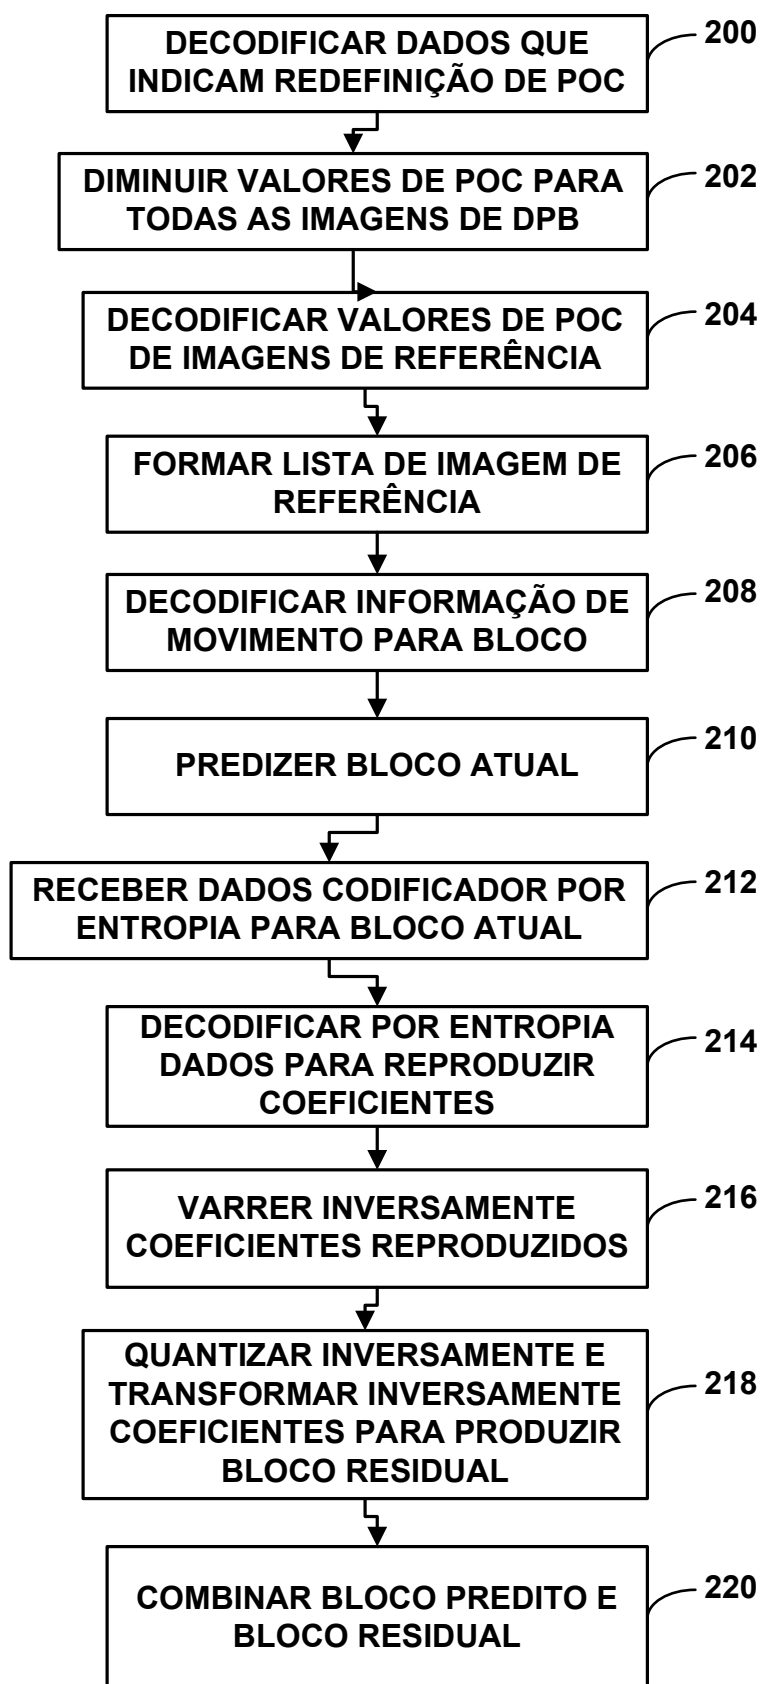 DECODIFICAR DADOS QUE
INDICAM REDEFINIÇÃO DE POC
200
DIMINUIR VALORES DE POC PARA
TODAS AS IMAGENS DE DPB
202
DECODIFICAR VALORES DE POC
DE IMAGENS DE REFERÊNCIA
204
FORMAR LISTA DE IMAGEM DE
REFERÊNCIA
206
DECODIFICAR INFORMAÇÃO DE
MOVIMENTO PARA BLOCO
208
PREDIZER BLOCO ATUAL
210
RECEBER DADOS CODIFICADOR POR
ENTROPIA PARA BLOCO ATUAL
212
DECODIFICAR POR ENTROPIA
DADOS PARA REPRODUZIR
COEFICIENTES
214
VARRER INVERSAMENTE
COEFICIENTES REPRODUZIDOS
216
QUANTIZAR INVERSAMENTE E
TRANSFORMAR INVERSAMENTE
COEFICIENTES PARA PRODUZIR
BLOCO RESIDUAL
218
COMBINAR BLOCO PREDITO E
BLOCO RESIDUAL
220